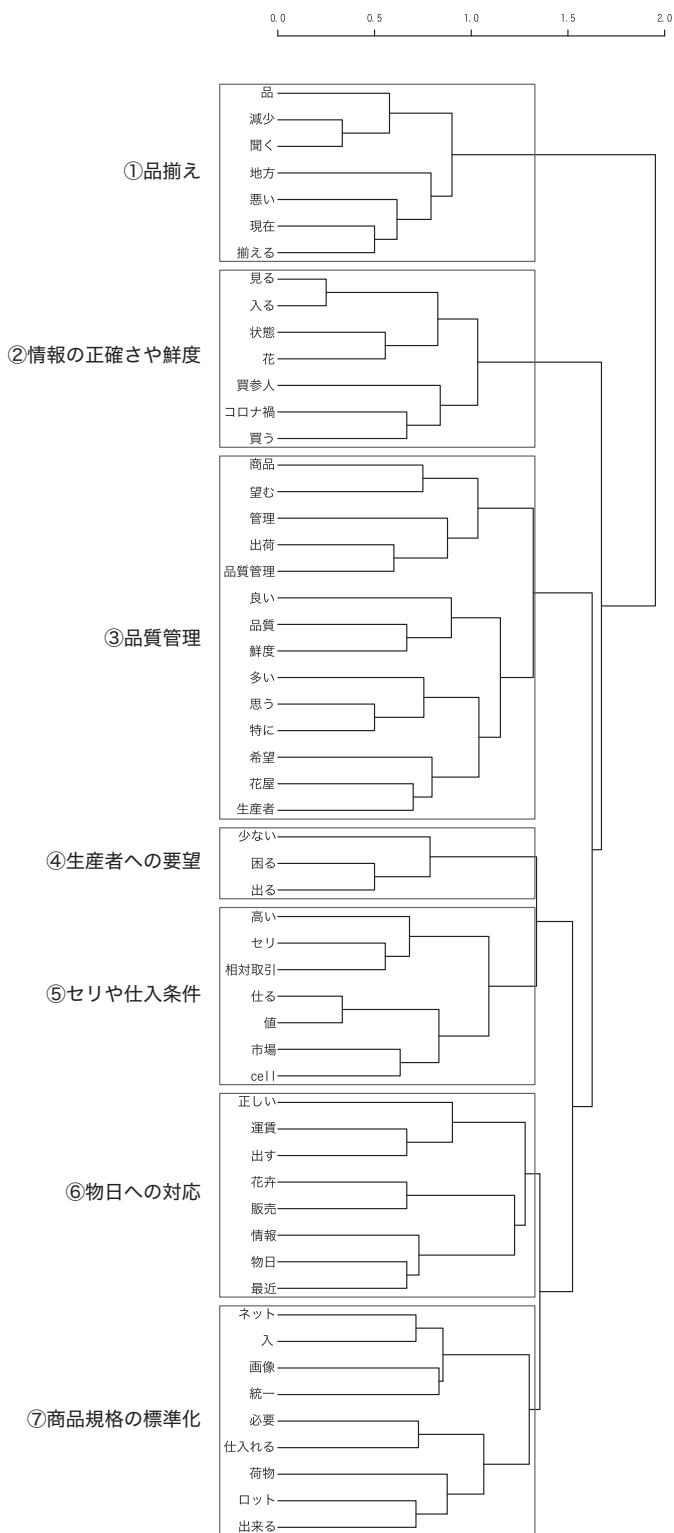 0.0 0.5 1.0 1.5 2.0
①品揃え
品
減少
聞く
地方
悪い
現在
揃える
②情報の正確さや鮮度
見る
入る
状態
花
買参人
コロナ禍
買う
③品質管理
商品
望む
管理
出荷
品質管理
良い
品質
鮮度
多い
思う
特に
希望
花屋
生産者
④生産者への要望
少ない
困る
出る
⑤セリや仕入条件
高い
セリ
相対取引
仕る
値
市場
cell
⑥物日への対応
正しい
運賃
出す
花卉
販売
情報
物日
最近
⑦商品規格の標準化
ネット
入
画像
統一
必要
仕入れる
荷物
ロット
出来る